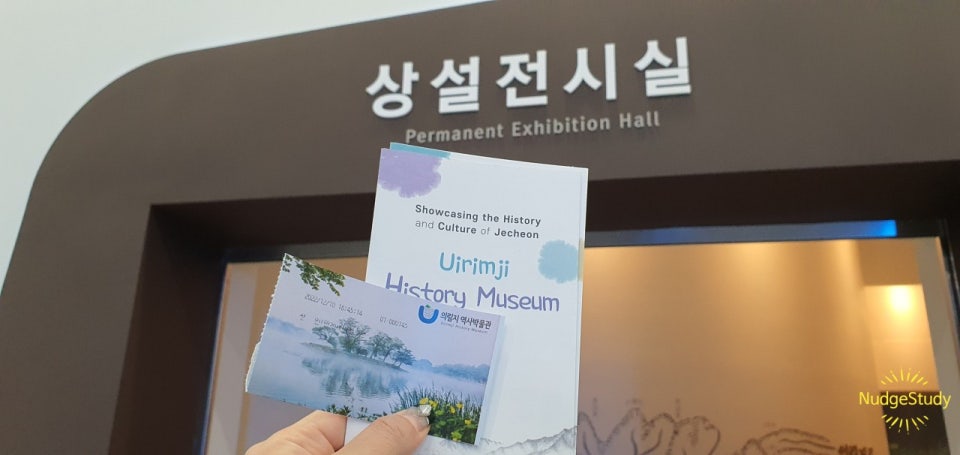 상설전시실
Permanent Exhibition Hall
Showcasing the History
and Culture of Jecheon
Uirimji
History Museum
의림지 역사박물관
NudgeStudy